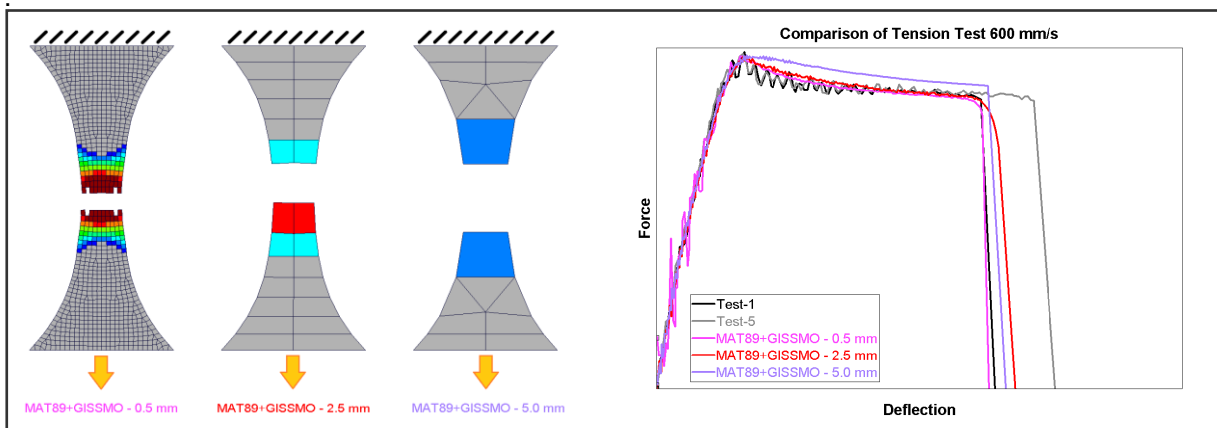 MAT89+GISSMO - 0.5 mm
MAT89+GISSMO - 2.5 mm
MAT89+GISSMO - 5.0 mm
Comparison of Tension Test 600 mm/s
Force
Test-1
Test-5
MAT89+GISSMO - 0.5 mm
MAT89+GISSMO - 2.5 mm
MAT89+GISSMO - 5.0 mm
Deflection